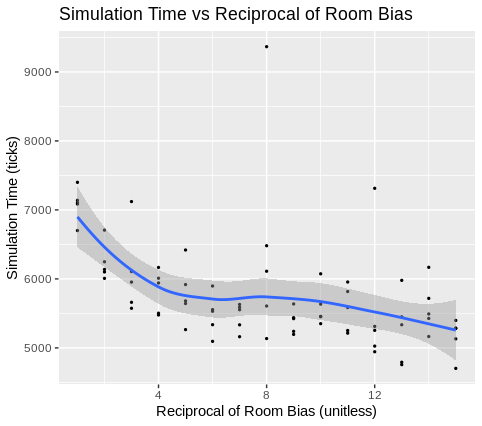 Simulation Time vs Reciprocal of Room Bias
9000
8000
7000
6000
5000
Simulation Time (ticks)
4 8 12
Reciprocal of Room Bias (unitless)